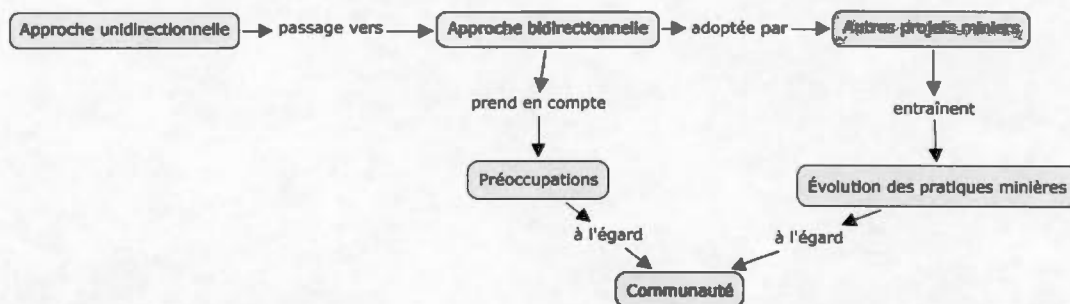 Approche unidirectionnelle passage vers Approche bidirectionnelle adoptée par Autres projets miniers
prend en compte entraînent
Préoccupations Évolution des pratiques minières
à l'égard à l'égard
Communauté